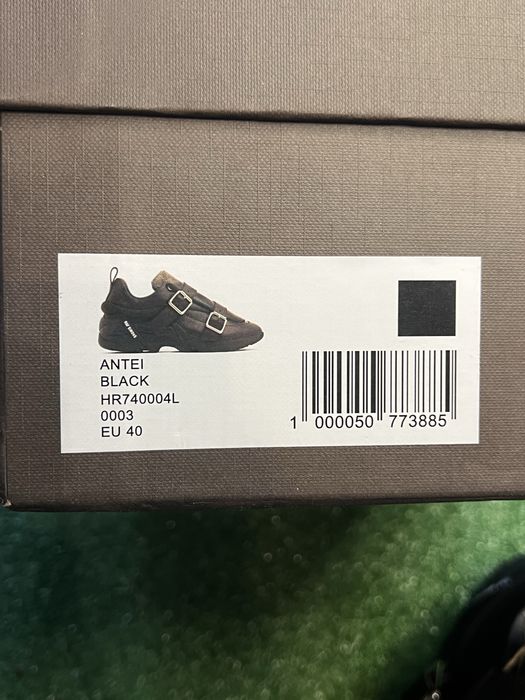 ANTEI
BLACK
HR740004L
0003
EU 40
1 000050 773885